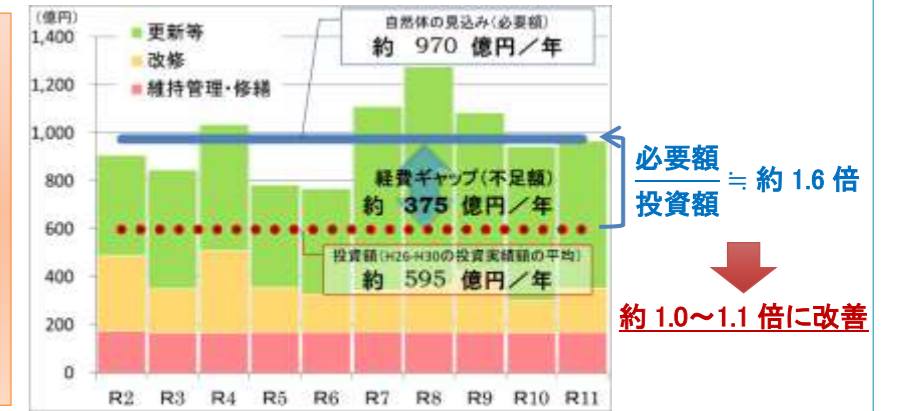 (億円)
1,400
1,200
1,000
800
600
400
200
0
更新等
改修
維持管理・修繕
自然体の見込み(必要額)
約 970 億円／年
経費ギャップ(不足額)
約 375 億円／年
投資額(H26-H30の投資実績額の平均)
約 595 億円／年
R2 R3 R4 R5 R6 R7 R8 R9 R10 R11
必要額
投資額
≒ 約 1.6 倍
約 1.0～1.1 倍に改善